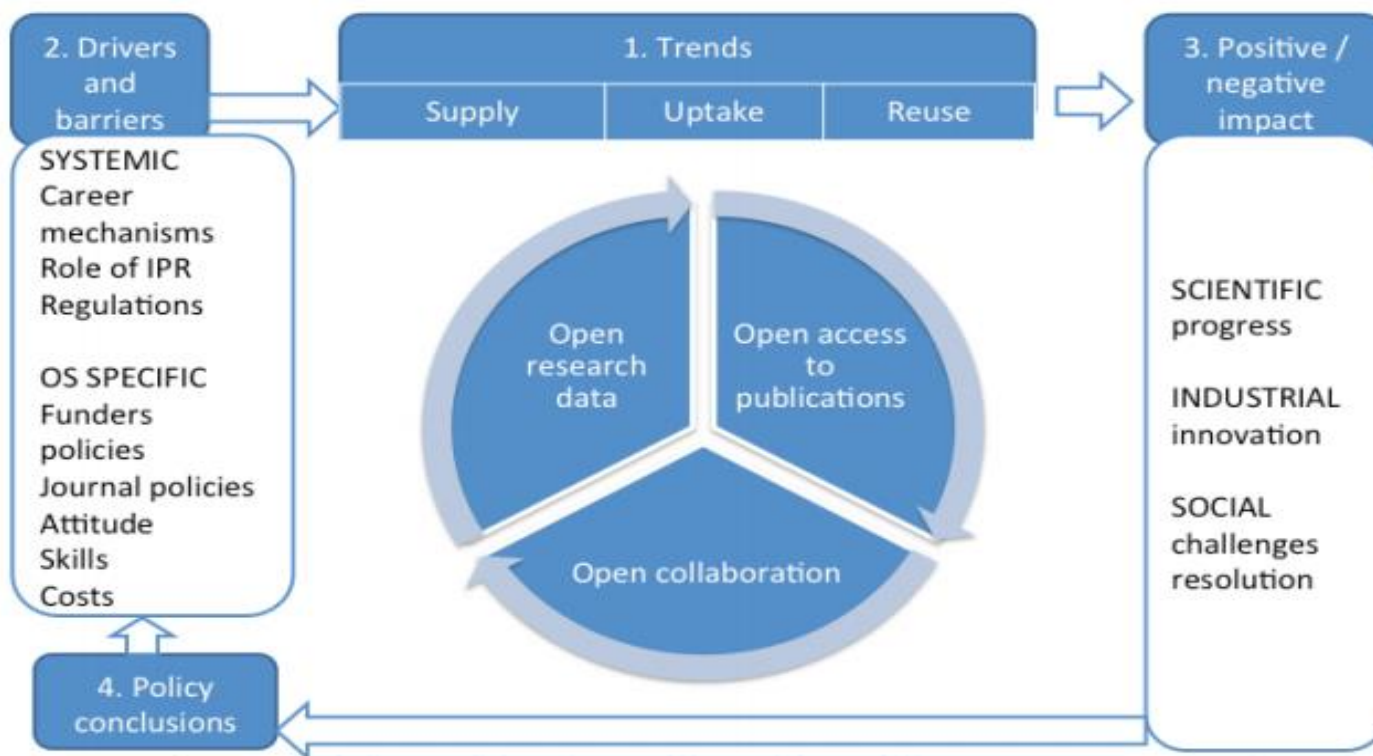 2. Drivers
and
barriers
SYSTEMIC
Career
mechanisms
Role of IPR
Regulations
OS SPECIFIC
Funders
policies
Journal policies
Attitude
Skills
Costs
1. Trends
Supply
Uptake
Reuse
Open
research
data
Open access
to
publications
Open collaboration
3. Positive /
negative
impact
SCIENTIFIC
progress
INDUSTRIAL
innovation
SOCIAL
challenges
resolution
4. Policy
conclusions